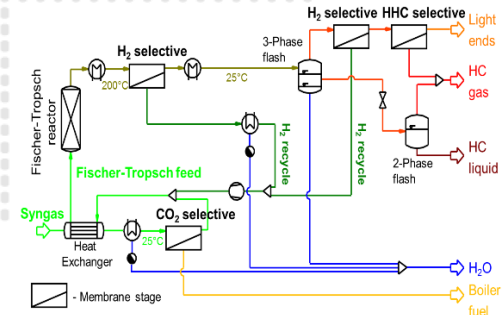 H2 selective HHC selective
Light
ends
3-Phase
flash
H2 selective
200°C
25°C
HC
gas
Fischer-Tropsch
reactor
H2 recycle
H2 recycle
2-Phase
flash
HC
liquid
Fischer-Tropsch feed
Syngas
CO2 selective
25°C
Heat
Exchanger
H2O
- Membrane stage
Boiler
fuel